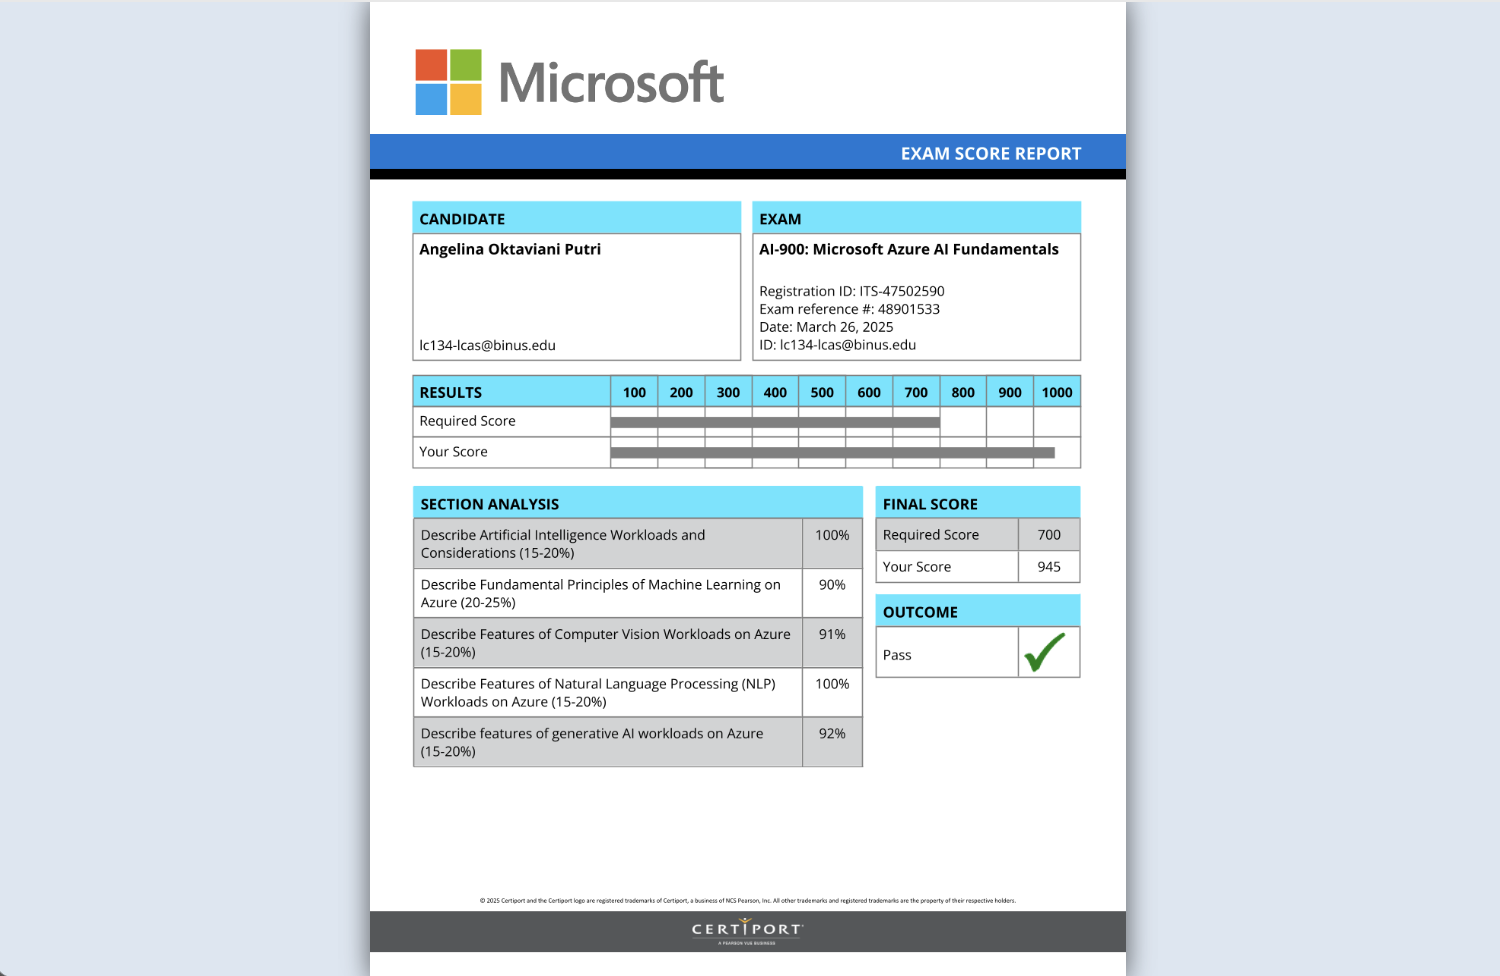 Microsoft
EXAM SCORE REPORT
CANDIDATE
Angelina Oktaviani Putri
lc134-lcas@binus.edu
EXAM
AI-900: Microsoft Azure AI Fundamentals
Registration ID: ITS-47502590
Exam reference #: 48901533
Date: March 26, 2025
ID: lc134-lcas@binus.edu
RESULTS 100 200 300 400 500 600 700 800 900 1000
Required Score
Your Score
SECTION ANALYSIS
Describe Artificial Intelligence Workloads and 100%
Considerations (15-20%)
Describe Fundamental Principles of Machine Learning on 90%
Azure (20-25%)
Describe Features of Computer Vision Workloads on Azure 91%
(15-20%)
Describe Features of Natural Language Processing (NLP) 100%
Workloads on Azure (15-20%)
Describe features of generative AI workloads on Azure 92%
(15-20%)
FINAL SCORE
Required Score 700
Your Score 945
OUTCOME
Pass
© 2025 Certiport and the Certiport logo are registered trademarks of Certiport, a business of NCS Pearson, Inc. All other trademarks and registered trademarks are the property of their respective holders.
CERTIPORT
A PEARSON VUE BUSINESS